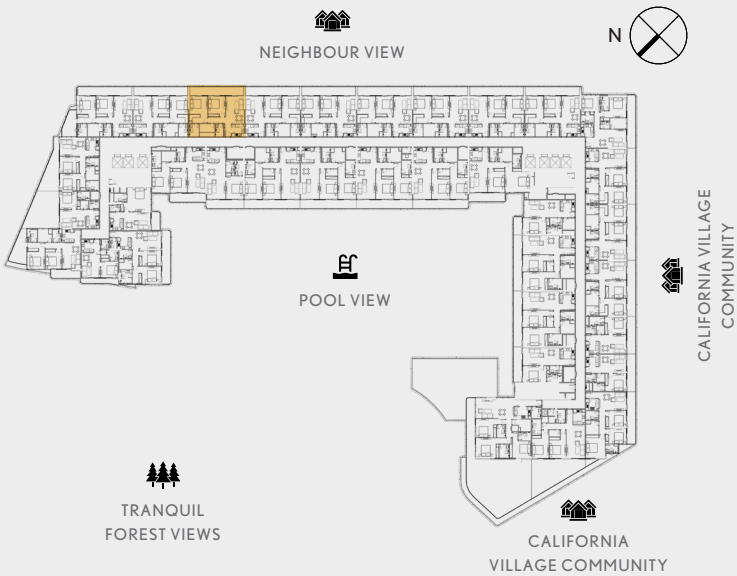 NEIGHBOUR VIEW
N
POOL VIEW
CALIFORNIA VILLAGE
COMMUNITY
TRANQUIL
FOREST VIEWS
CALIFORNIA
VILLAGE COMMUNITY